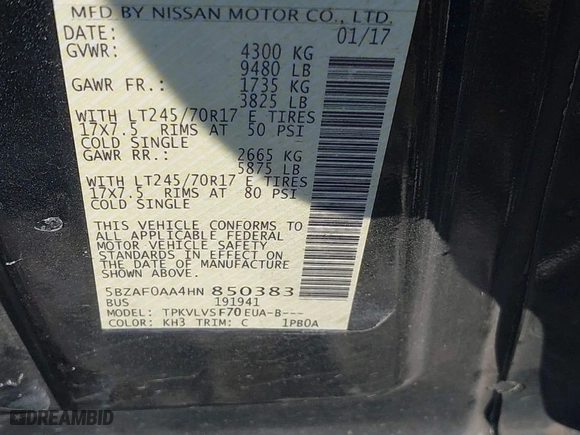 MFD BY NISSAN MOTOR CO., LTD.
DATE: 01/17
GVWR: 4300 KG
9480 LB
GAWR FR.: 1735 KG
3825 LB
WITH LT245/70R17 E TIRES
17X7.5 RIMS AT 50 PSI
COLD SINGLE
GAWR RR.: 2665 KG
5875 LB
WITH LT245/70R17 E TIRES
17X7.5 RIMS AT 80 PSI
COLD SINGLE
THIS VEHICLE CONFORMS TO
ALL APPLICABLE FEDERAL
MOTOR VEHICLE SAFETY
STANDARDS IN EFFECT ON
THE DATE OF MANUFACTURE
SHOWN ABOVE.
5BZAF0AA4HN 850383
BUS 191941
MODEL: TPKVLVS F70 EUA-B---
COLOR: KH3 TRIM: C 1PB0A
DREAMBID